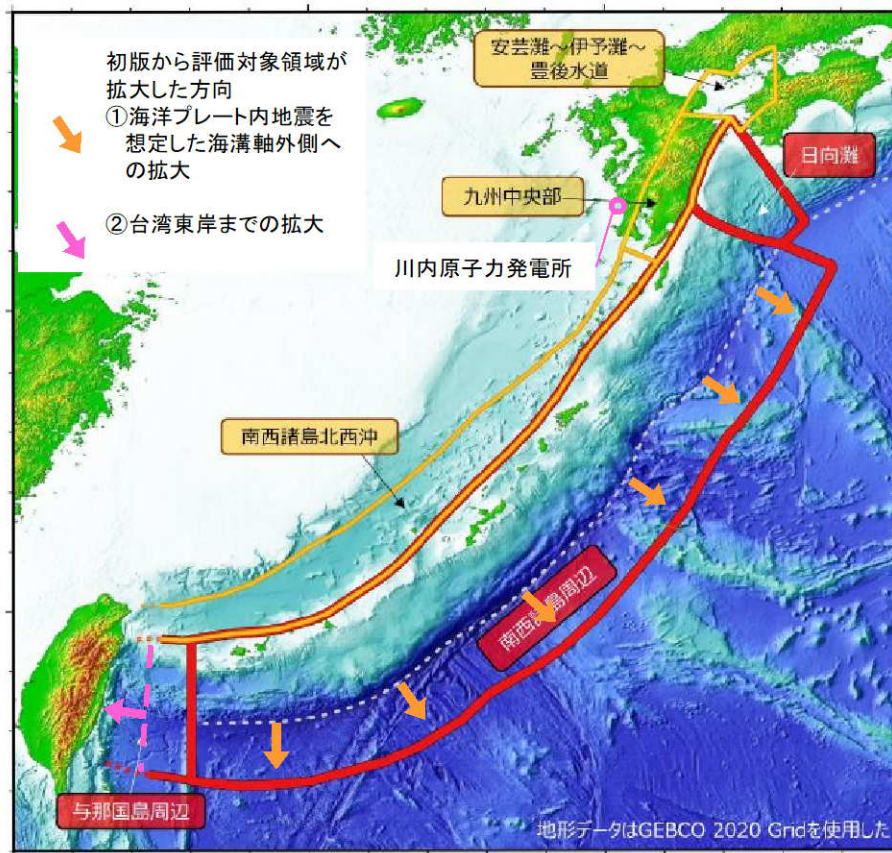 初版から評価対象領域が
拡大した方向
①海洋プレート内地震を
想定した海溝軸外側へ
の拡大
②台湾東岸までの拡大
安芸灘～伊予灘～
豊後水道
日向灘
九州中央部
川内原子力発電所
南西諸島北西沖
南西諸島周辺
与那国島周辺
地形データはGEBCO 2020 Gridを使用した